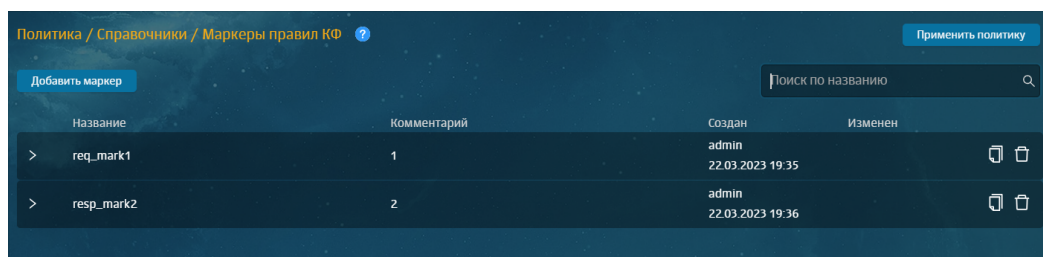 Политика / Справочники / Маркеры правил КФ ?
Применить политику
Добавить маркер
Поиск по названию
Название Комментарий Создан Изменен
req_mark1 1 admin
22.03.2023 19:35
resp_mark2 2 admin
22.03.2023 19:36